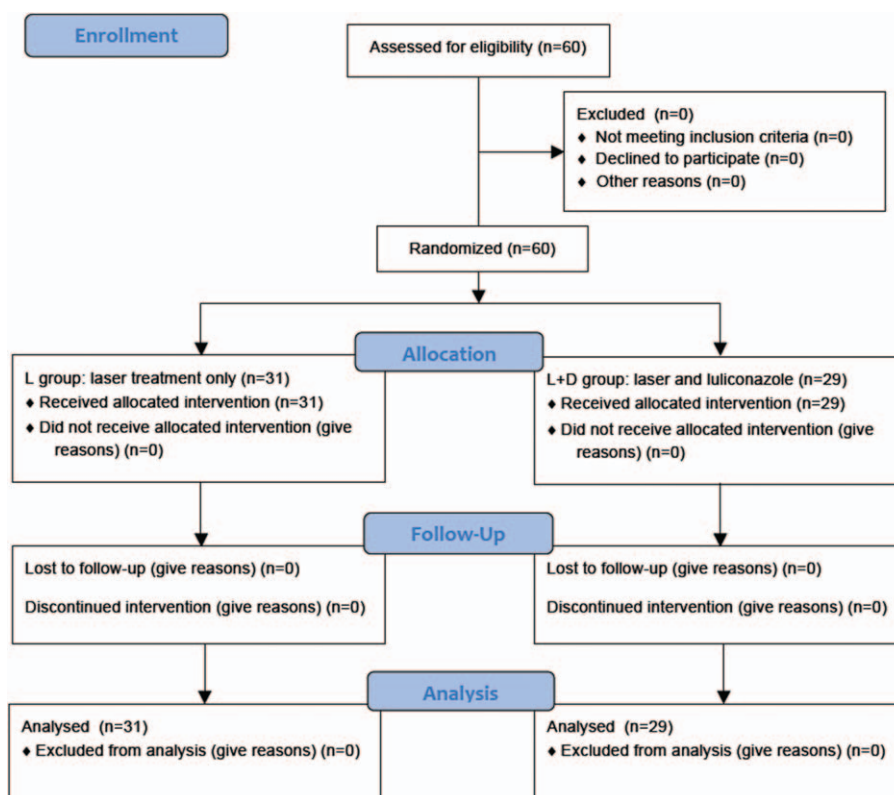 Enrollment
Assessed for eligibility (n=60)
Excluded (n=0)
♦ Not meeting inclusion criteria (n=0)
♦ Declined to participate (n=0)
♦ Other reasons (n=0)
Randomized (n=60)
Allocation
L group: laser treatment only (n=31)
♦ Received allocated intervention (n=31)
♦ Did not receive allocated intervention (give
reasons) (n=0)
L+D group: laser and luliconazole (n=29)
♦ Received allocated intervention (n=29)
♦ Did not receive allocated intervention (give
reasons) (n=0)
Follow-Up
Lost to follow-up (give reasons) (n=0)
Discontinued intervention (give reasons) (n=0)
Lost to follow-up (give reasons) (n=0)
Discontinued intervention (give reasons) (n=0)
Analysis
Analysed (n=31)
♦ Excluded from analysis (give reasons) (n=0)
Analysed (n=29)
♦ Excluded from analysis (give reasons) (n=0)